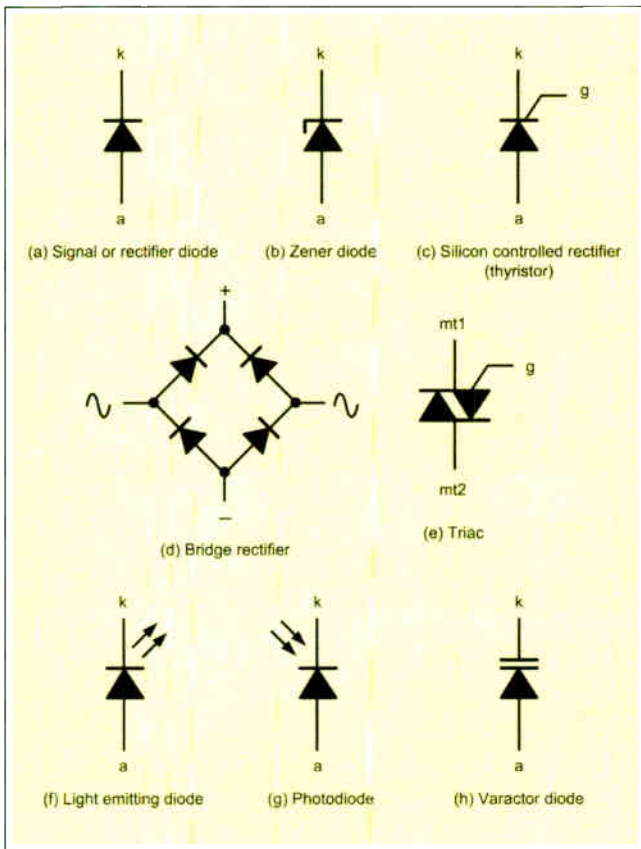 k
k
k
g
a
a
a
(a) Signal or rectifier diode
(b) Zener diode
(c) Silicon controlled rectifier
(thyristor)
+
–
(d) Bridge rectifier
mt1
g
mt2
(e) Triac
k
k
k
a
a
a
(f) Light emitting diode
(g) Photodiode
(h) Varactor diode